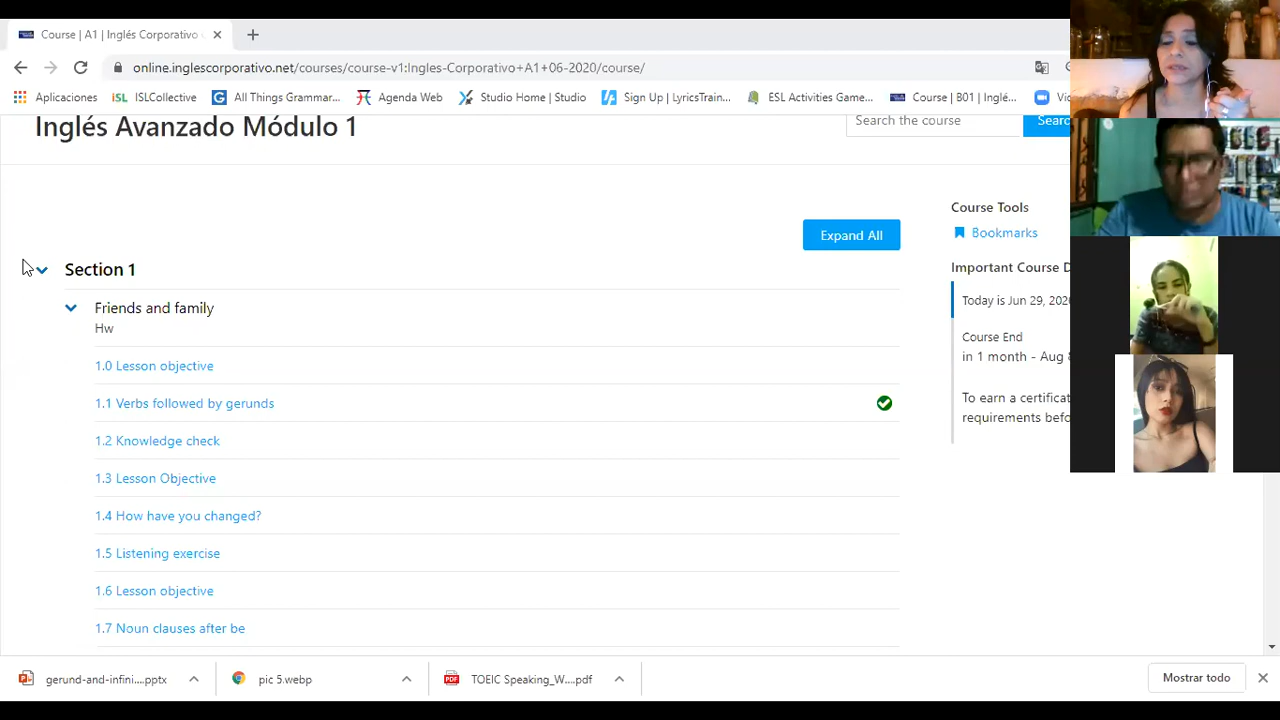 Course | A1 | Inglés Corporativo
online.inglescorporativo.net/courses/course-v1:Ingles-Corporativo+A1+06-2020/course/
Aplicaciones iSL ISLCollective G All Things Grammar... Agenda Web Studio Home | Studio Sign Up | LyricsTrain... ESL Activities Game... Course | B01 | Inglé...
Inglés Avanzado Módulo 1
Search the course
Expand All
Section 1
Friends and family
Hw
1.0 Lesson objective
1.1 Verbs followed by gerunds
1.2 Knowledge check
1.3 Lesson Objective
1.4 How have you changed?
1.5 Listening exercise
1.6 Lesson objective
1.7 Noun clauses after be
Course Tools
Bookmarks
Important Course D
Today is Jun 29, 2020
Course End
in 1 month - Aug
To earn a certificat
requirements befo
gerund-and-infini....pptx
pic 5.webp
PDF TOEIC Speaking_W....pdf
Mostrar todo